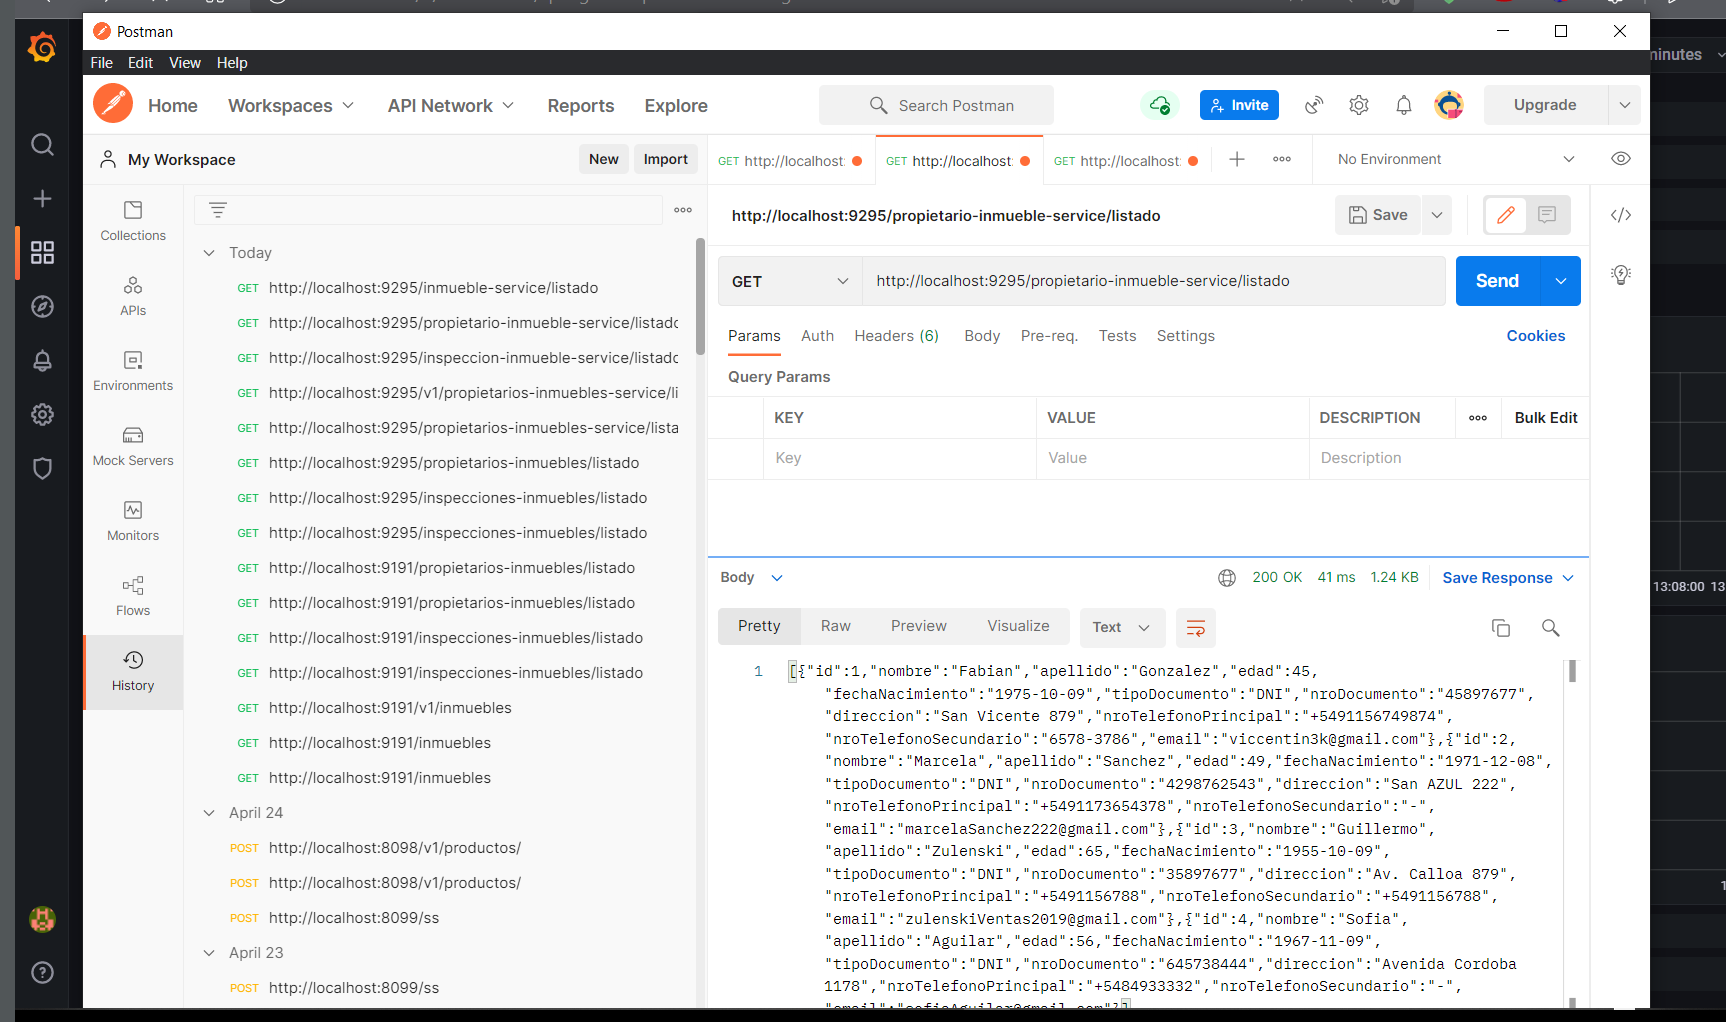 Postman
File Edit View Help
minutes
Home Workspaces API Network Reports Explore
Search Postman
Invite
Upgrade
My Workspace
New Import
GET http://localhost:
GET http://localhost:
GET http://localhost:
No Environment
Collections
APIs
Environments
Mock Servers
Monitors
Flows
History
Today
GET http://localhost:9295/inmueble-service/listado
GET http://localhost:9295/propietario-inmueble-service/listado
GET http://localhost:9295/inspeccion-inmueble-service/listado
GET http://localhost:9295/v1/propietarios-inmuebles-service/li
GET http://localhost:9295/propietarios-inmuebles-service/lista
GET http://localhost:9295/propietarios-inmuebles/listado
GET http://localhost:9295/inspecciones-inmuebles/listado
GET http://localhost:9295/inspecciones-inmuebles/listado
GET http://localhost:9191/propietarios-inmuebles/listado
GET http://localhost:9191/propietarios-inmuebles/listado
GET http://localhost:9191/inspecciones-inmuebles/listado
GET http://localhost:9191/inspecciones-inmuebles/listado
GET http://localhost:9191/v1/inmuebles
GET http://localhost:9191/inmuebles
GET http://localhost:9191/inmuebles
April 24
POST http://localhost:8098/v1/productos/
POST http://localhost:8098/v1/productos/
POST http://localhost:8099/ss
April 23
POST http://localhost:8099/ss
http://localhost:9295/propietario-inmueble-service/listado
Save
GET http://localhost:9295/propietario-inmueble-service/listado
Send
Params Auth Headers (6) Body Pre-req. Tests Settings
Cookies
Query Params
KEY VALUE DESCRIPTION Bulk Edit
Key Value Description
Body
200 OK 41 ms 1.24 KB Save Response
Pretty Raw Preview Visualize Text
1 [{"id":1,"nombre":"Fabian","apellido":"Gonzalez","edad":45,
"fechaNacimiento":"1975-10-09","tipoDocumento":"DNI","nroDocumento":"45897677",
"direccion":"San Vicente 879","nroTelefonoPrincipal":"+5491156749874",
"nroTelefonoSecundario":"6578-3786","email":"viccentin3k@gmail.com"},{"id":2,
"nombre":"Marcela","apellido":"Sanchez","edad":49,"fechaNacimiento":"1971-12-08",
"tipoDocumento":"DNI","nroDocumento":"4298762543","direccion":"San AZUL 222",
"nroTelefonoPrincipal":"+5491173654378","nroTelefonoSecundario":"-",
"email":"marcelaSanchez222@gmail.com"},{"id":3,"nombre":"Guillermo",
"apellido":"Zulenski","edad":65,"fechaNacimiento":"1955-10-09",
"tipoDocumento":"DNI","nroDocumento":"35897677","direccion":"Av. Calloa 879",
"nroTelefonoPrincipal":"+5491156788","nroTelefonoSecundario":"+5491156788",
"email":"zulenskiVentas2019@gmail.com"},{"id":4,"nombre":"Sofia",
"apellido":"Aguilar","edad":56,"fechaNacimiento":"1967-11-09",
"tipoDocumento":"DNI","nroDocumento":"645738444","direccion":"Avenida Cordoba
1178","nroTelefonoPrincipal":"+5484933332","nroTelefonoSecundario":"-",
"email":"sofiaAguilar@gmail.com"}]
13:08:00 13